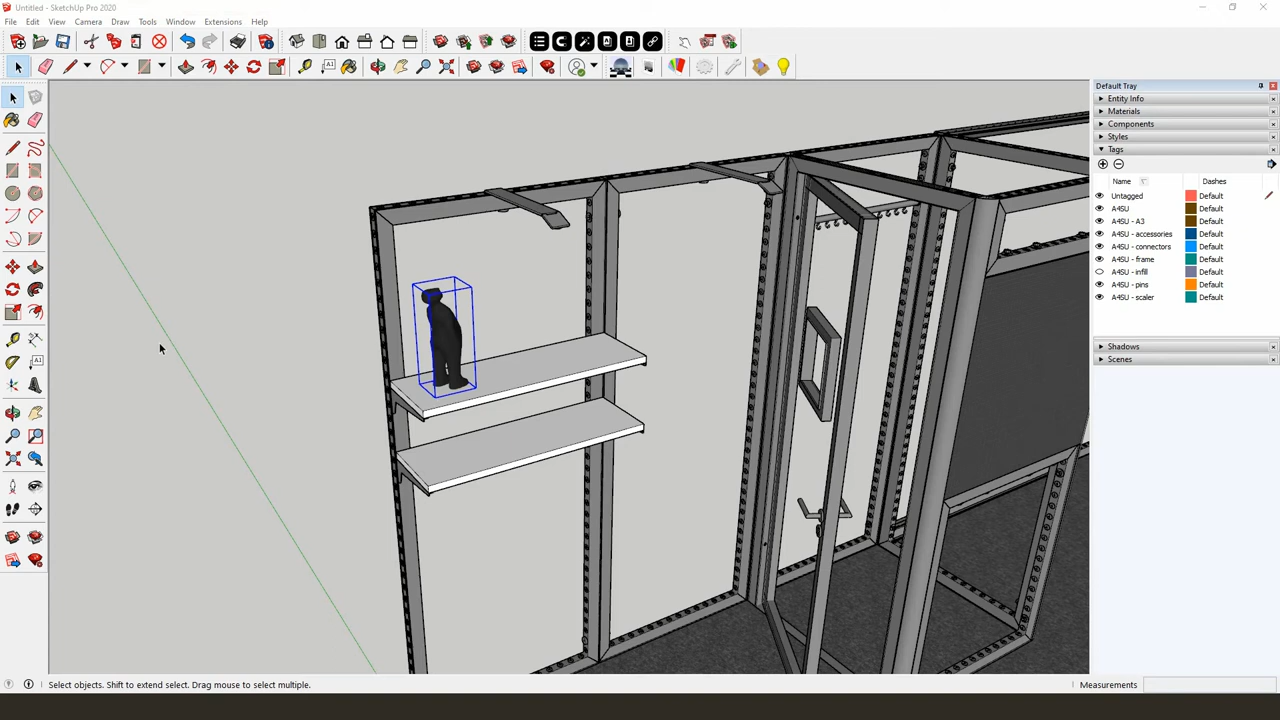 Untitled - SketchUp Pro 2020
File Edit View Camera Draw Tools Window Extensions Help
Default Tray
Entity Info
Materials
Components
Styles
Tags
Name Dashes
Untagged Default
A4SU Default
A4SU - A3 Default
A4SU - accessories Default
A4SU - connectors Default
A4SU - frame Default
A4SU - infill Default
A4SU - pins Default
A4SU - scaler Default
Shadows
Scenes
Select objects. Shift to extend select. Drag mouse to select multiple. Measurements